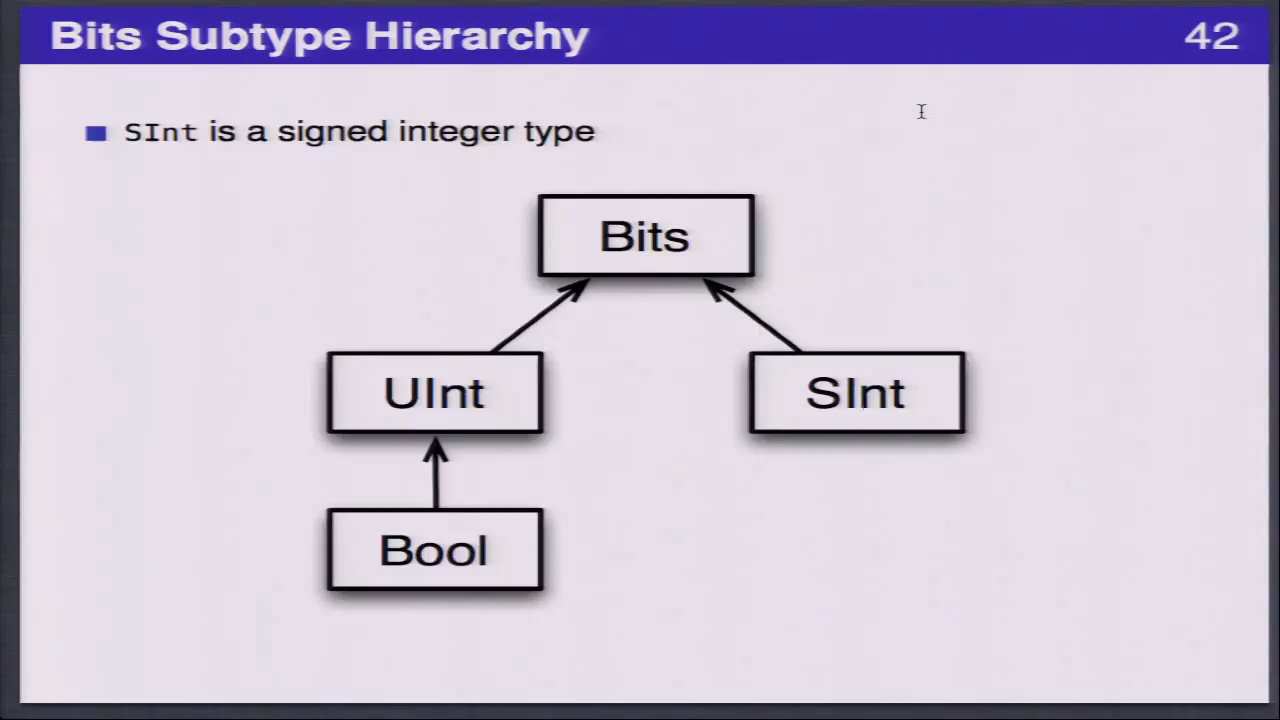 Bits Subtype Hierarchy 42
SInt is a signed integer type
Bits
UInt SInt
Bool